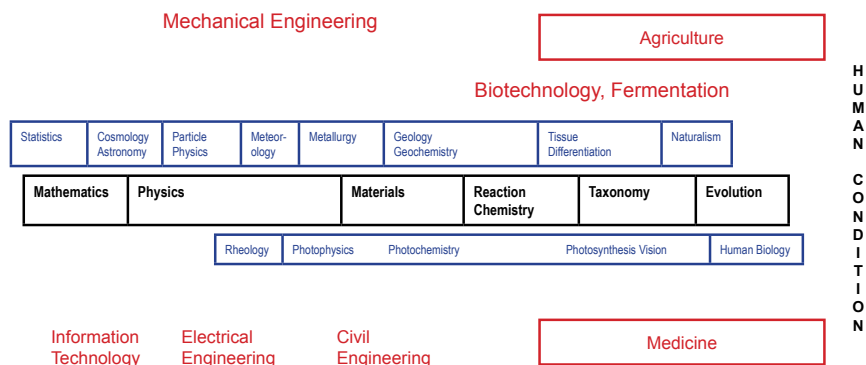 Mechanical Engineering
Agriculture
Biotechnology, Fermentation
Statistics
Cosmology
Astronomy
Particle
Physics
Meteor-
ology
Metallurgy
Geology
Geochemistry
Tissue
Differentiation
Naturalism
Mathematics
Physics
Materials
Reaction
Chemistry
Taxonomy
Evolution
Rheology
Photophysics
Photochemistry
Photosynthesis Vision
Human Biology
Information
Technology
Electrical
Engineering
Civil
Engineering
Medicine
HUMAN CONDITION